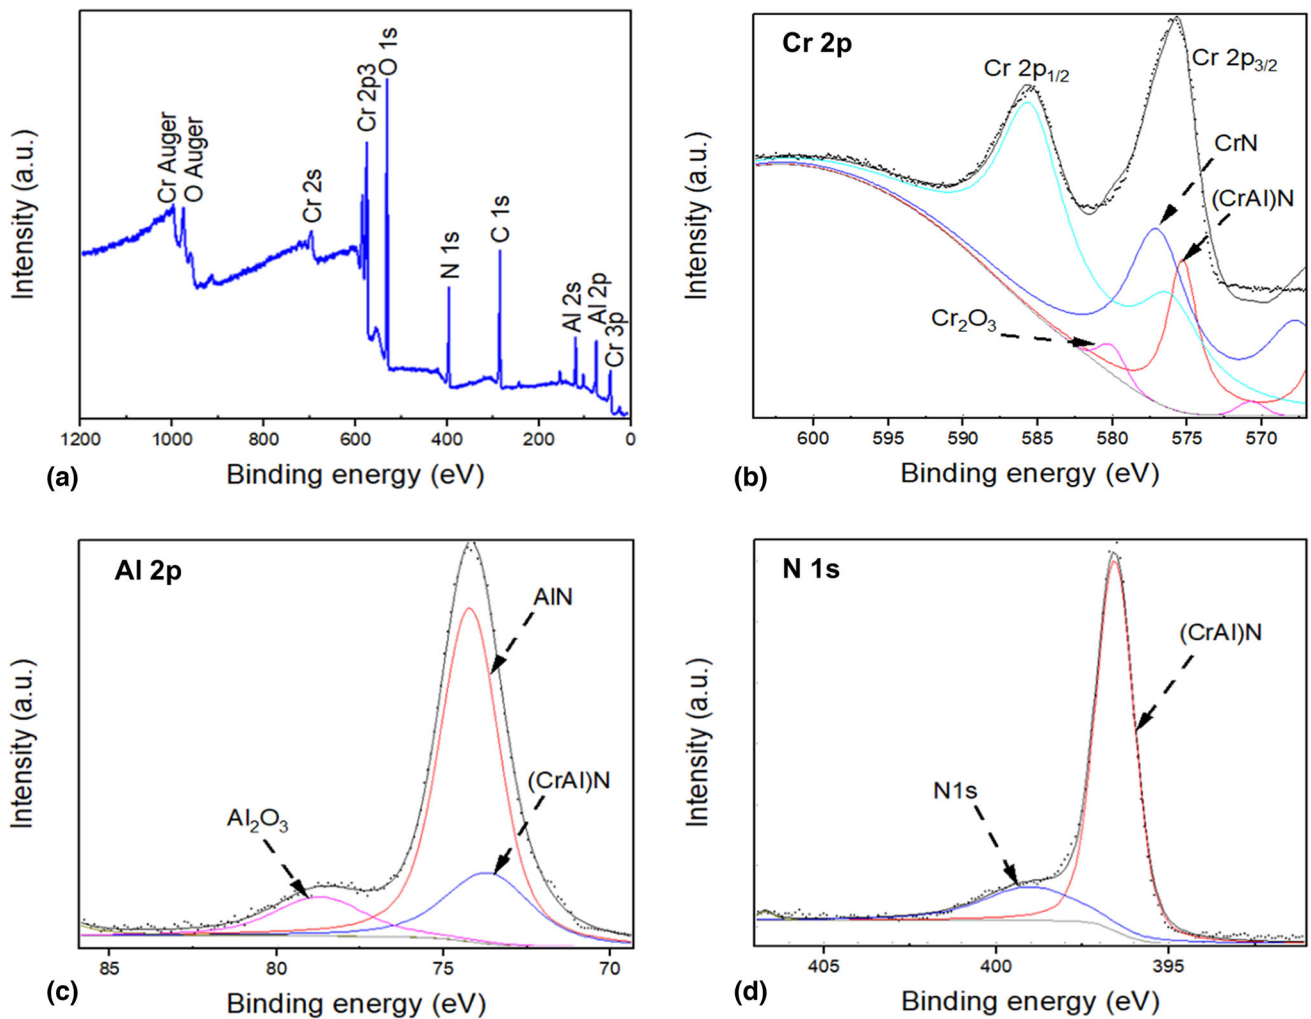 Intensity (a.u.)
Cr Auger
O Auger
Cr 2s
Cr 2p3
O 1s
N 1s
C 1s
Al 2s
Al 2p
Cr 3p
1200 1000 800 600 400 200 0
(a)
Binding energy (eV)
Intensity (a.u.)
Cr 2p
Cr 2p1/2
Cr 2p3/2
CrN
(CrAl)N
Cr2O3
600 595 590 585 580 575 570
(b)
Binding energy (eV)
Intensity (a.u.)
Al 2p
AlN
(CrAl)N
Al2O3
85 80 75 70
(c)
Binding energy (eV)
Intensity (a.u.)
N 1s
(CrAl)N
N1s
405 400 395
(d)
Binding energy (eV)